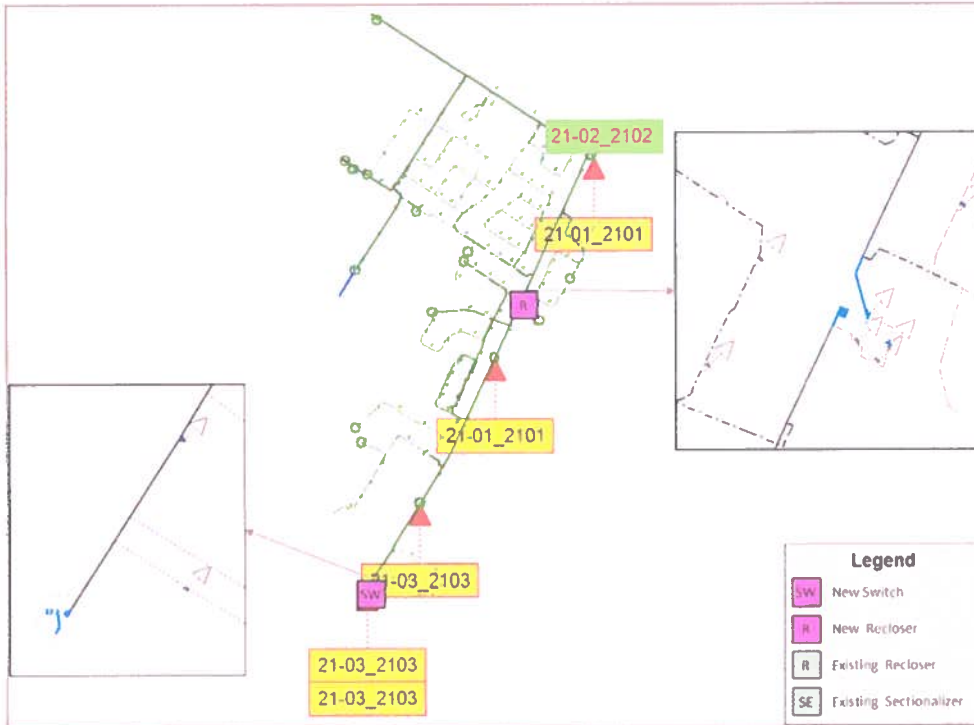 21-02_2102
21-01_2101
R
21-01_2101
21-03_2103
SW
21-03_2103
21-03_2103
Legend
SW New Switch
R New Recloser
R Existing Recloser
SE Existing Sectionalizer